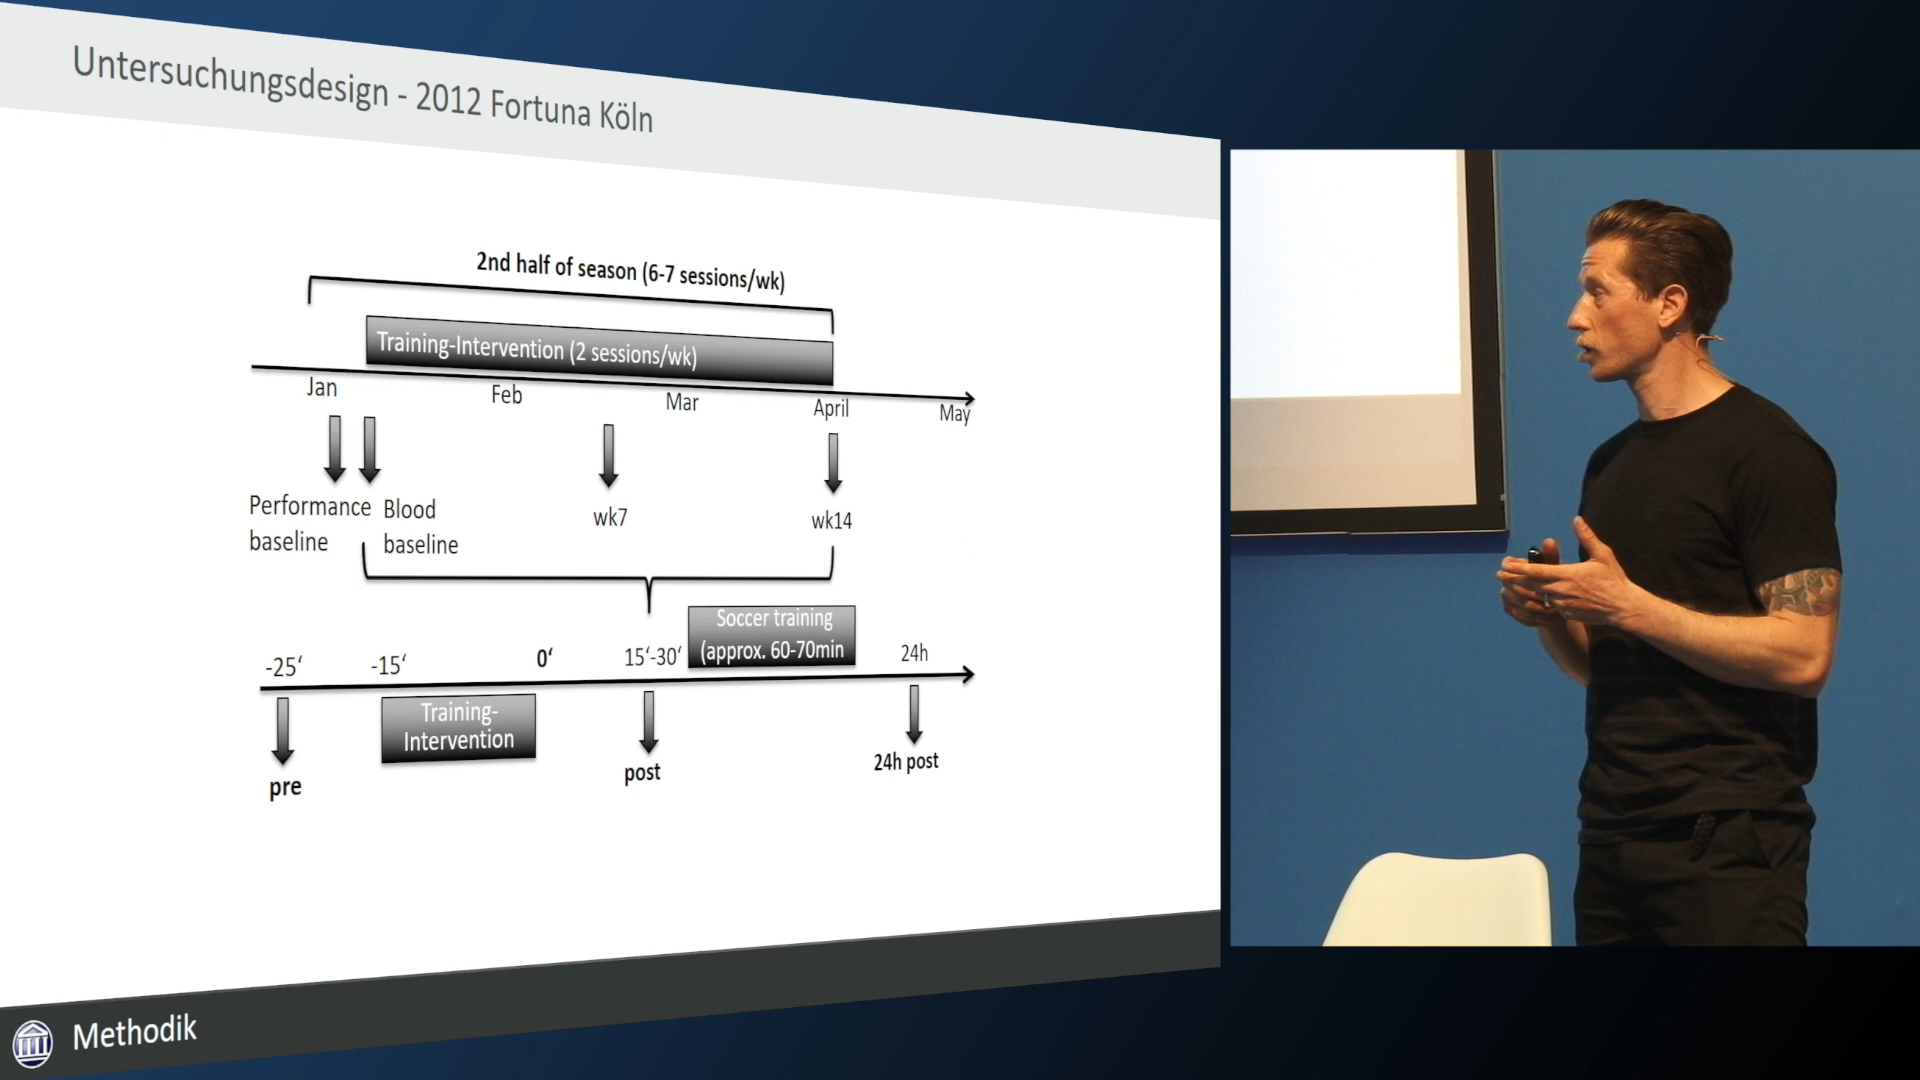 Untersuchungsdesign - 2012 Fortuna Köln
2nd half of season (6-7 sessions/wk)
Training-Intervention (2 sessions/wk)
Jan
Feb
Mar
April
May
Performance
baseline
Blood
baseline
wk7
wk14
Soccer training
(approx. 60-70min
-25‘
-15‘
0‘
15‘-30‘
24h
Training-
Intervention
pre
post
24h post
Methodik